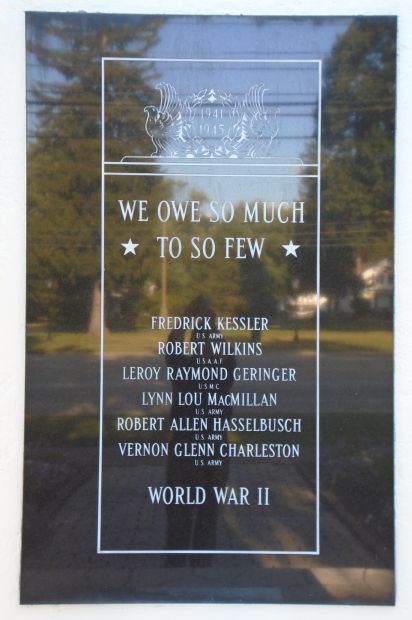 1941
1945
WE OWE SO MUCH
★ TO SO FEW ★
FREDRICK KESSLER
U.S. ARMY
ROBERT WILKINS
U.S.A.A.F.
LEROY RAYMOND GERINGER
U.S.M.C.
LYNN LOU MacMILLAN
U.S. ARMY
ROBERT ALLEN HASSELBUSCH
U.S. ARMY
VERNON GLENN CHARLESTON
U.S. ARMY
WORLD WAR II